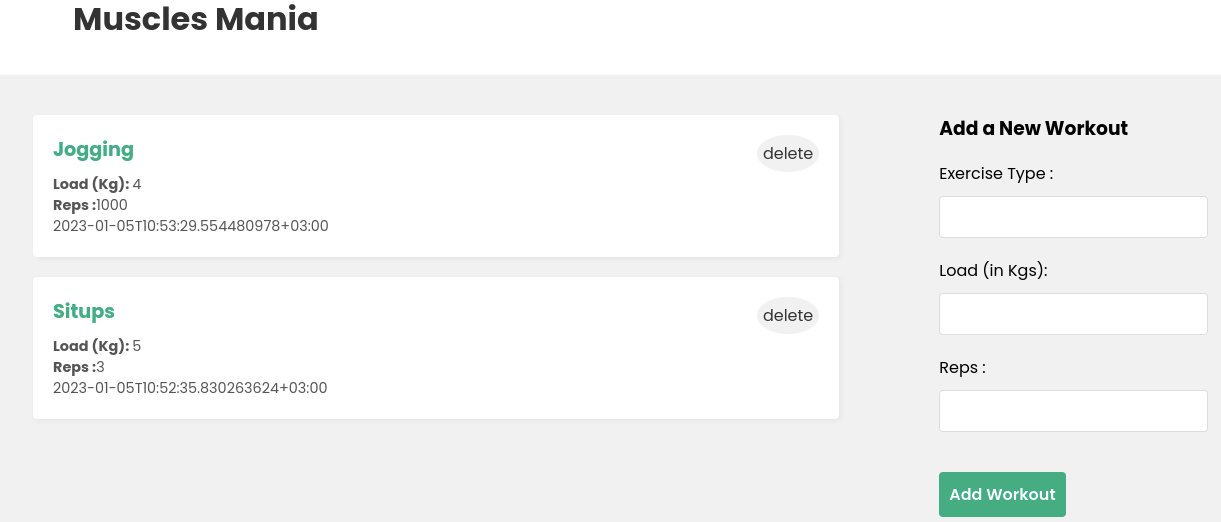 Muscles Mania
Jogging
delete
Load (Kg): 4
Reps :1000
2023-01-05T10:53:29.554480978+03:00
Situps
delete
Load (Kg): 5
Reps :3
2023-01-05T10:52:35.830263624+03:00
Add a New Workout
Exercise Type :
Load (in Kgs):
Reps :
Add Workout